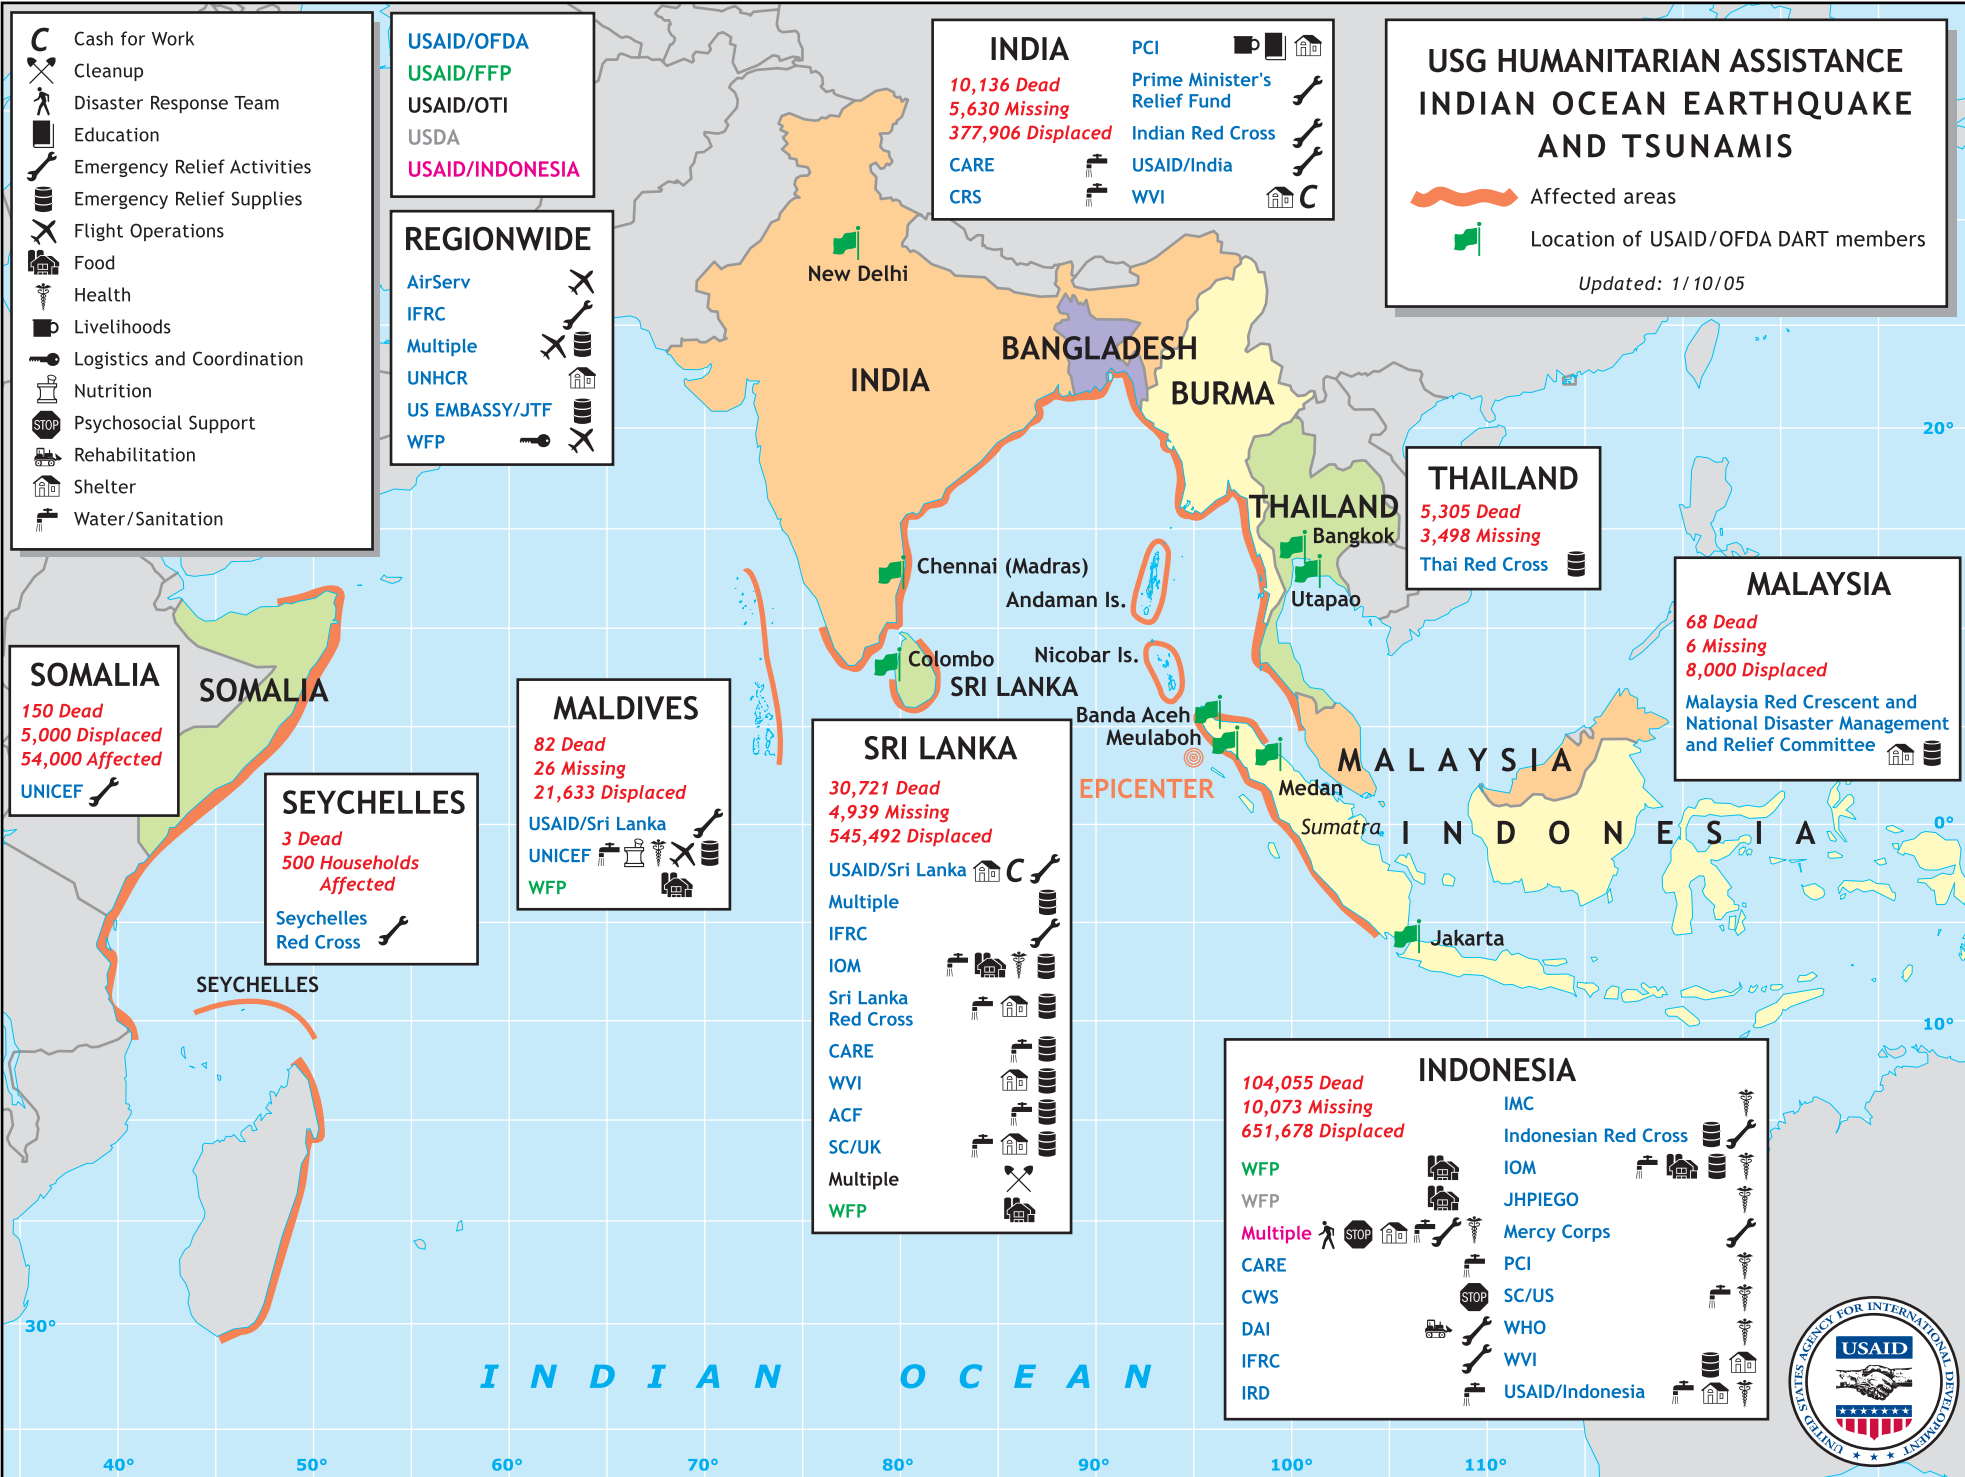 Cash for Work
Cleanup
Disaster Response Team
Education
Emergency Relief Activities
Emergency Relief Supplies
Flight Operations
Food
Health
Livelihoods
Logistics and Coordination
Nutrition
STOP Psychosocial Support
Rehabilitation
Shelter
Water/Sanitation
USAID/OFDA
USAID/FFP
USAID/OTI
USDA
USAID/INDONESIA
REGIONWIDE
AirServ
IFRC
Multiple
UNHCR
US EMBASSY/JTF
WFP
INDIA
10,136 Dead
5,630 Missing
377,906 Displaced
CARE
CRS
PCI
Prime Minister's
Relief Fund
Indian Red Cross
USAID/India
WVI C
USG HUMANITARIAN ASSISTANCE
INDIAN OCEAN EARTHQUAKE
AND TSUNAMIS
Affected areas
Location of USAID/OFDA DART members
Updated: 1/10/05
New Delhi
INDIA
BANGLADESH
BURMA
THAILAND
Bangkok
Utapao
Chennai (Madras)
Andaman Is.
Nicobar Is.
Colombo
SRI LANKA
Banda Aceh
Meulaboh
EPICENTER
Medan
Sumatra
MALAYSIA
INDONESIA
Jakarta
SOMALIA
SEYCHELLES
INDIAN OCEAN
THAILAND
5,305 Dead
3,498 Missing
Thai Red Cross
MALAYSIA
68 Dead
6 Missing
8,000 Displaced
Malaysia Red Crescent and
National Disaster Management
and Relief Committee
SOMALIA
150 Dead
5,000 Displaced
54,000 Affected
UNICEF
SEYCHELLES
3 Dead
500 Households
Affected
Seychelles
Red Cross
MALDIVES
82 Dead
26 Missing
21,633 Displaced
USAID/Sri Lanka
UNICEF
WFP
SRI LANKA
30,721 Dead
4,939 Missing
545,492 Displaced
USAID/Sri Lanka C
Multiple
IFRC
IOM
Sri Lanka
Red Cross
CARE
WVI
ACF
SC/UK
Multiple
WFP
INDONESIA
104,055 Dead
10,073 Missing
651,678 Displaced
WFP
WFP
Multiple STOP
CARE
CWS STOP
DAI
IFRC
IRD
IMC
Indonesian Red Cross
IOM
JHPIEGO
Mercy Corps
PCI
SC/US
WHO
WVI
USAID/Indonesia
20°
0°
10°
30°
40°
50°
60°
70°
80°
90°
100°
110°
UNITED STATES AGENCY FOR INTERNATIONAL DEVELOPMENT
USAID